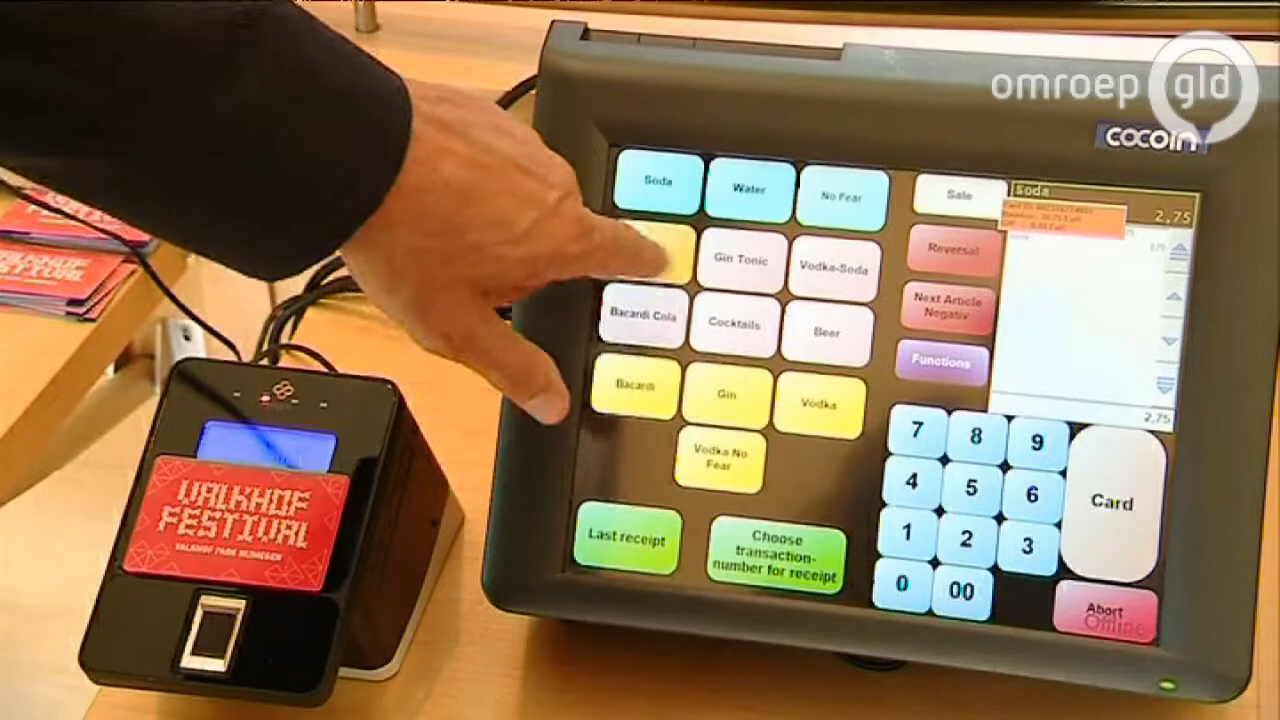 omroep gld
cocoin
Soda
Water
No Fear
Sale
soda
2,75
Gin Tonic
Vodka-Soda
Reversal
Bacardi Cola
Cocktails
Beer
Next Article
Negativ
Functions
Bacardi
Gin
Vodka
2,75
Vodka No
Fear
7
8
9
4
5
6
Card
1
2
3
0
00
Last receipt
Choose
transaction-
number for receipt
Abort
Online
VALKHOF
FESTIVAL
VALKHOF PARK NIJMEGEN